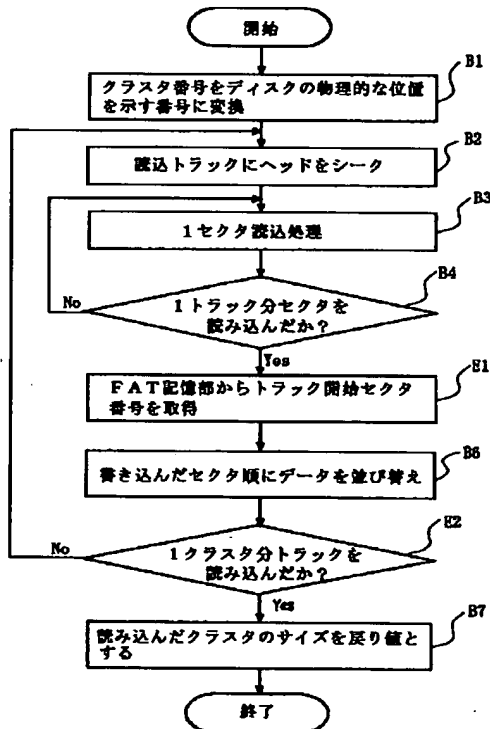 開始
B1
クラスタ番号をディスクの物理的な位置
を示す番号に変換
B2
読込トラックにヘッドをシーク
B3
1セクタ読込処理
B4
1トラック分セクタを
読み込んだか?
No
Yes
E1
FAT記憶部からトラック開始セクタ
番号を取得
B6
書き込んだセクタ順にデータを並び替え
E2
1クラスタ分トラックを
読み込んだか?
No
Yes
B7
読み込んだクラスタのサイズを戻り値と
する
終了